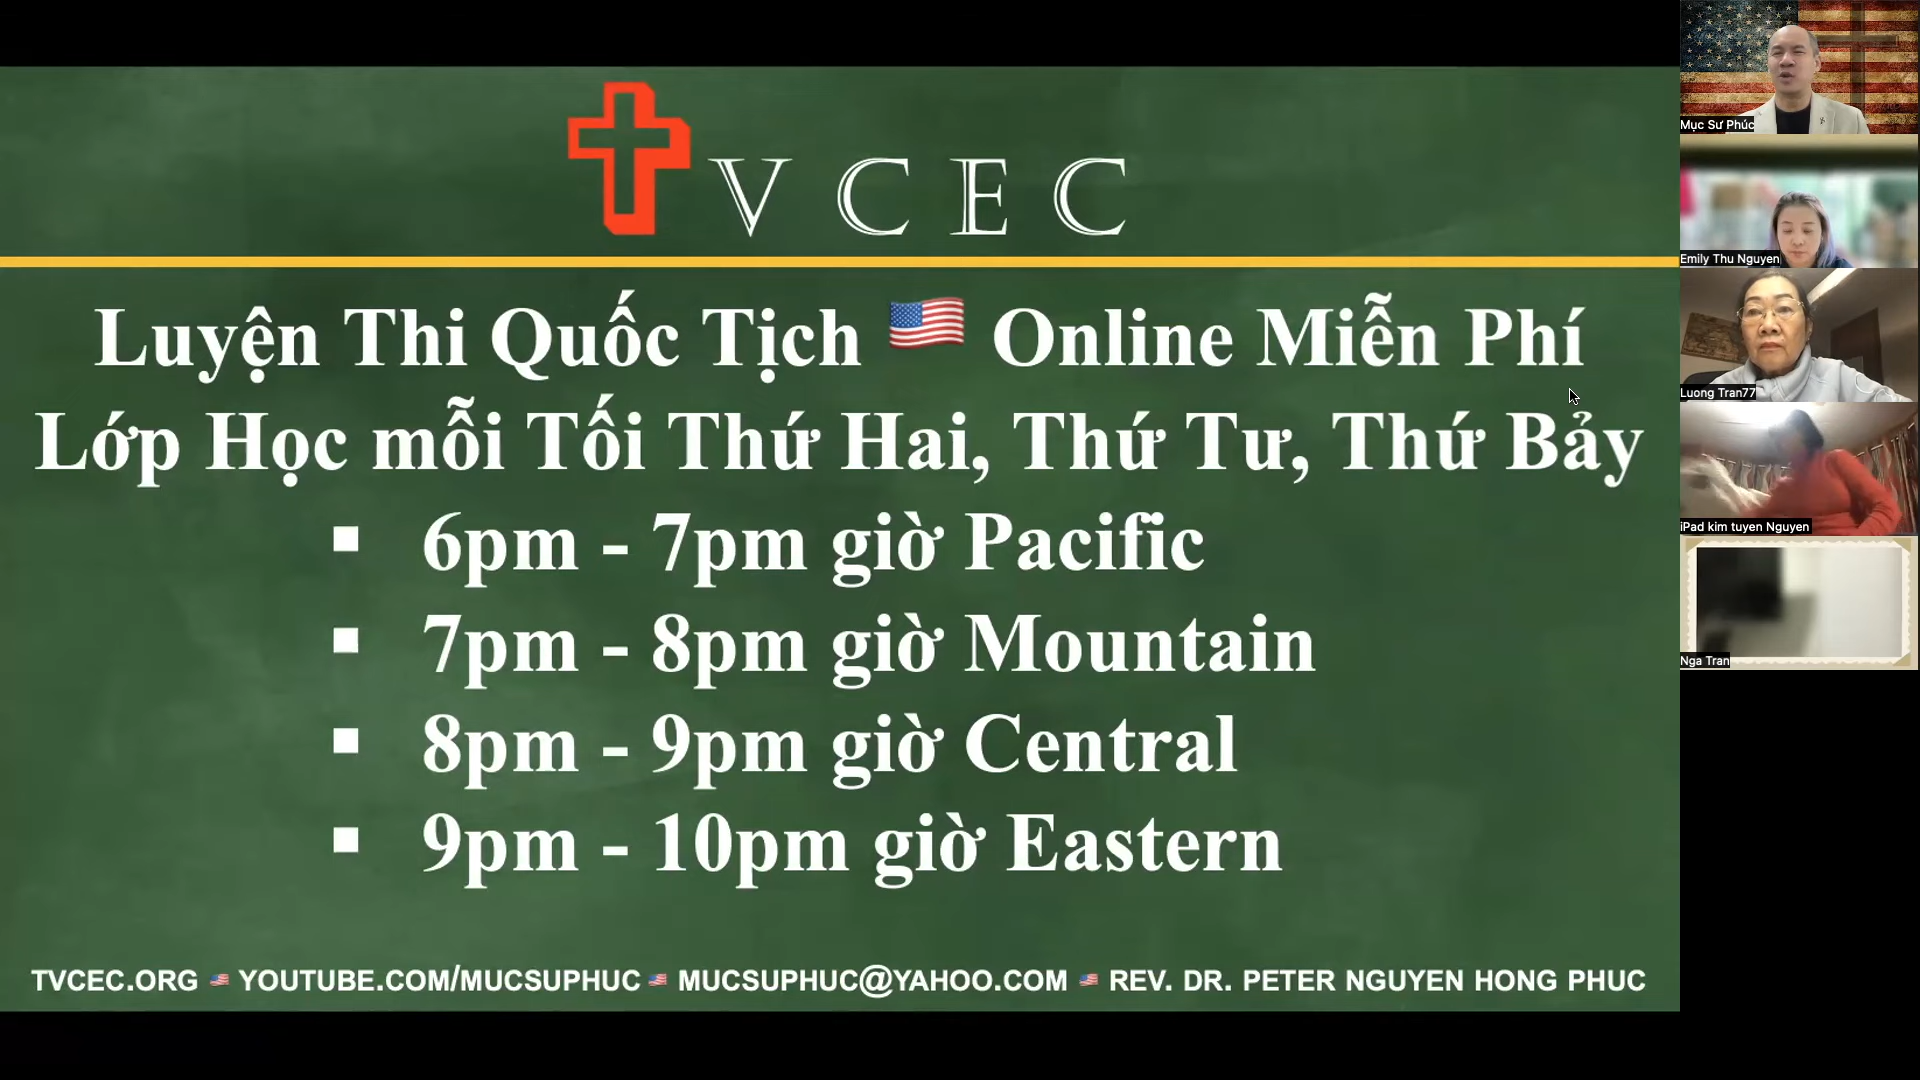 VCEC
Luyện Thi Quốc Tịch 🇺🇸 Online Miễn Phí
Lớp Học mỗi Tối Thứ Hai, Thứ Tư, Thứ Bảy
▪ 6pm - 7pm giờ Pacific
▪ 7pm - 8pm giờ Mountain
▪ 8pm - 9pm giờ Central
▪ 9pm - 10pm giờ Eastern
TVCEC.ORG 🇺🇸 YOUTUBE.COM/MUCSUPHUC 🇺🇸 MUCSUPHUC@YAHOO.COM 🇺🇸 REV. DR. PETER NGUYEN HONG PHUC
Mục Sư Phúc
Emily Thu Nguyen
Luong Tran77
iPad kim tuyen Nguyen
Nga Tran